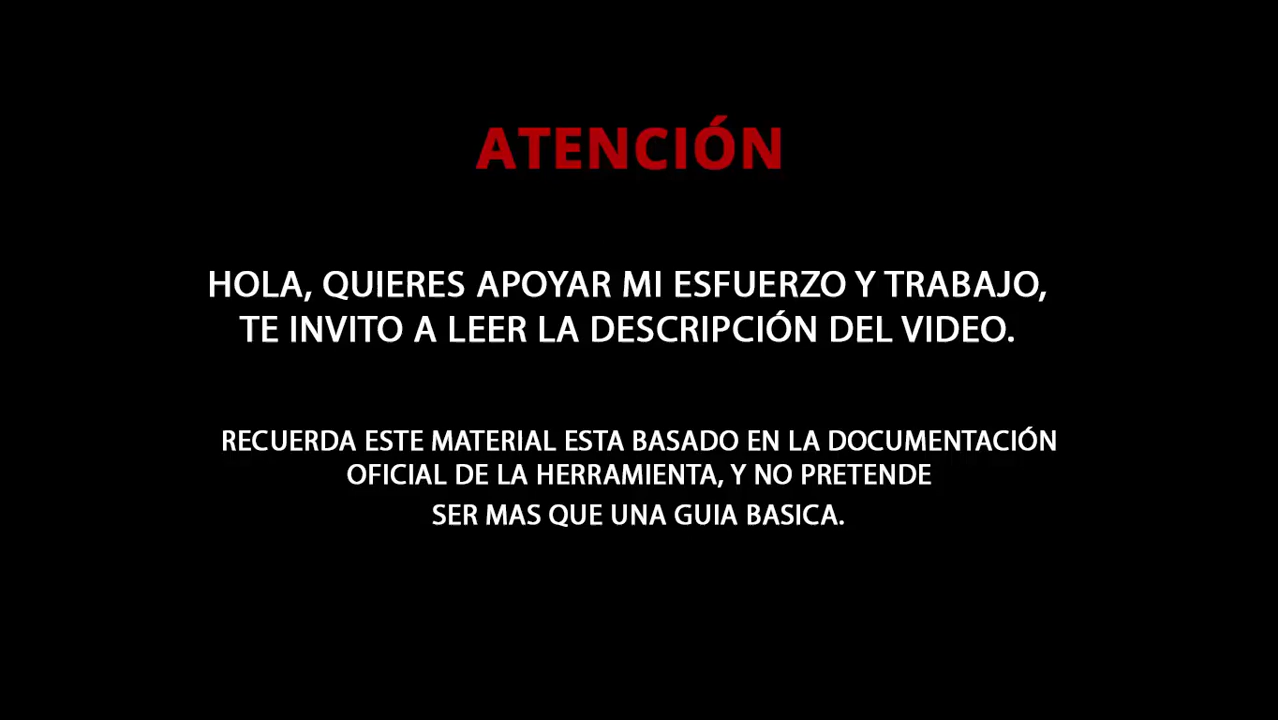 ATENCIÓN
HOLA, QUIERES APOYAR MI ESFUERZO Y TRABAJO,
TE INVITO A LEER LA DESCRIPCIÓN DEL VIDEO.
RECUERDA ESTE MATERIAL ESTA BASADO EN LA DOCUMENTACIÓN
OFICIAL DE LA HERRAMIENTA, Y NO PRETENDE
SER MAS QUE UNA GUIA BASICA.